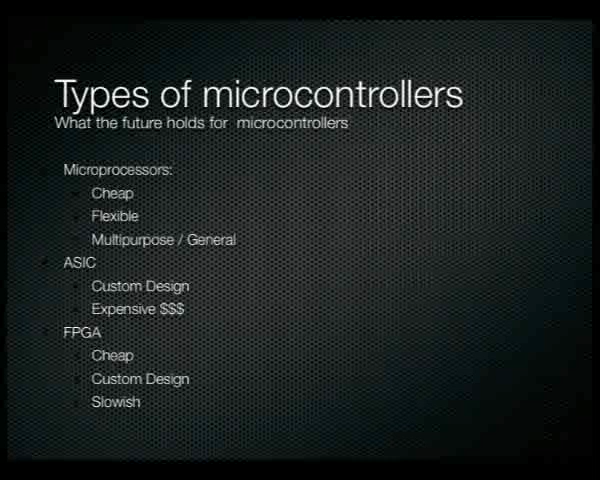 Types of microcontrollers
What the future holds for microcontrollers
Microprocessors:
Cheap
Flexible
Multipurpose / General
ASIC
Custom Design
Expensive $$$
FPGA
Cheap
Custom Design
Slowish